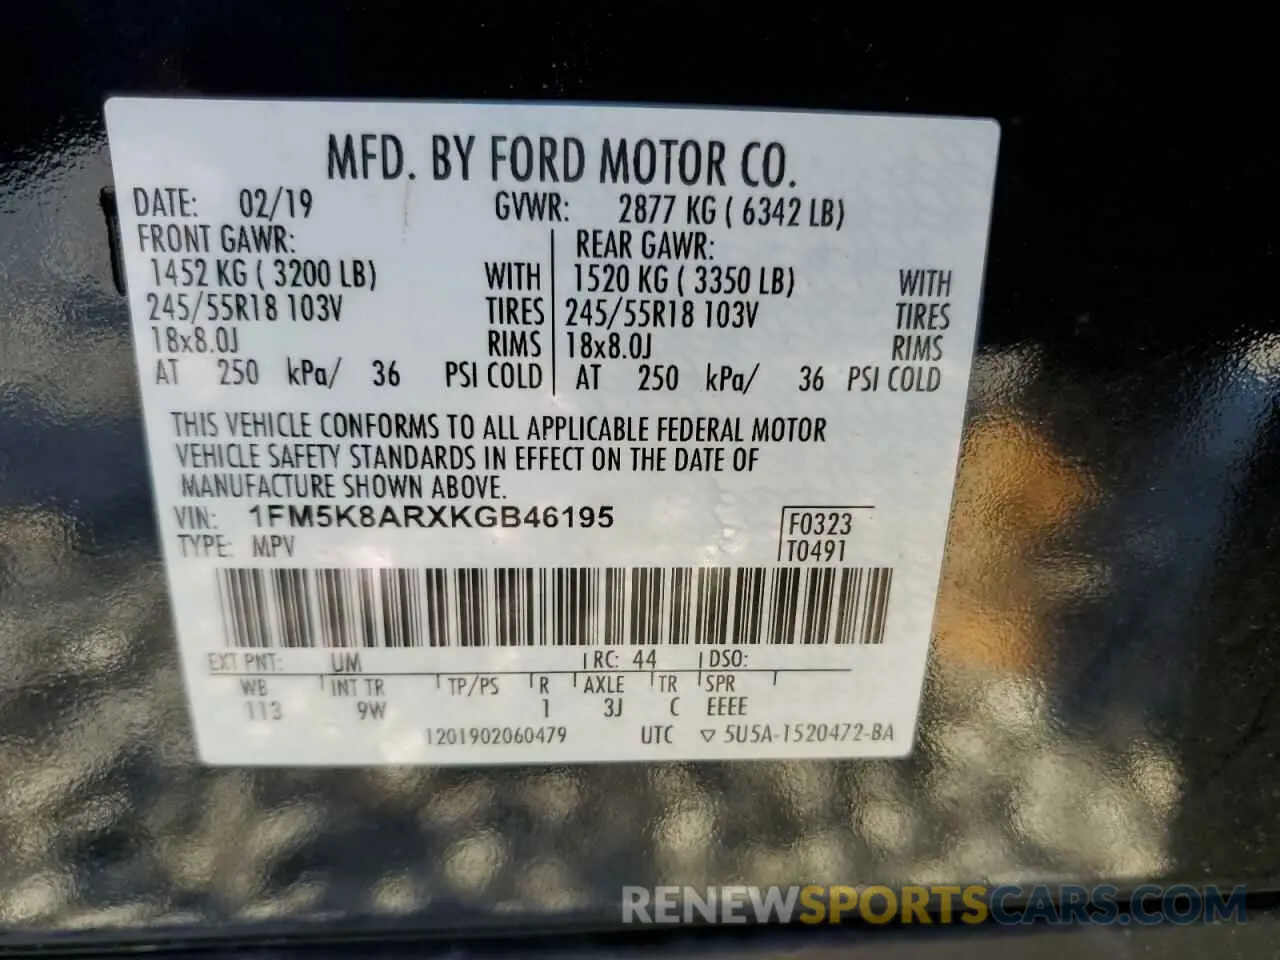 MFD. BY FORD MOTOR CO.
DATE: 02/19 GVWR: 2877 KG ( 6342 LB)
FRONT GAWR: REAR GAWR:
1452 KG ( 3200 LB) WITH 1520 KG ( 3350 LB) WITH
245/55R18 103V TIRES 245/55R18 103V TIRES
18x8.0J RIMS 18x8.0J RIMS
AT 250 kPa/ 36 PSI COLD AT 250 kPa/ 36 PSI COLD
THIS VEHICLE CONFORMS TO ALL APPLICABLE FEDERAL MOTOR
VEHICLE SAFETY STANDARDS IN EFFECT ON THE DATE OF
MANUFACTURE SHOWN ABOVE.
VIN: 1FM5K8ARXKGB46195 F0323
TYPE: MPV T0491
EXT PNT: UM RC: 44 DSO:
WB INT TR TP/PS R AXLE TR SPR
113 9W 1 3J C EEEE
1201902060479 UTC ▽ 5U5A-1520472-BA
RENEWSPORTSCARS.COM